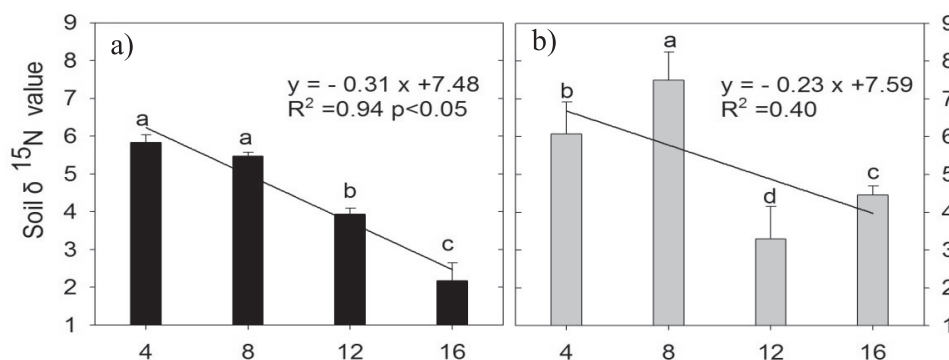 Soil δ 15N value
9
8
7
6
5
4
3
2
1
a)
y = - 0.31 x +7.48
R2 =0.94 p<0.05
a
a
b
c
4
8
12
16
b)
y = - 0.23 x +7.59
R2 =0.40
b
a
d
c
4
8
12
16
9
8
7
6
5
4
3
2
1